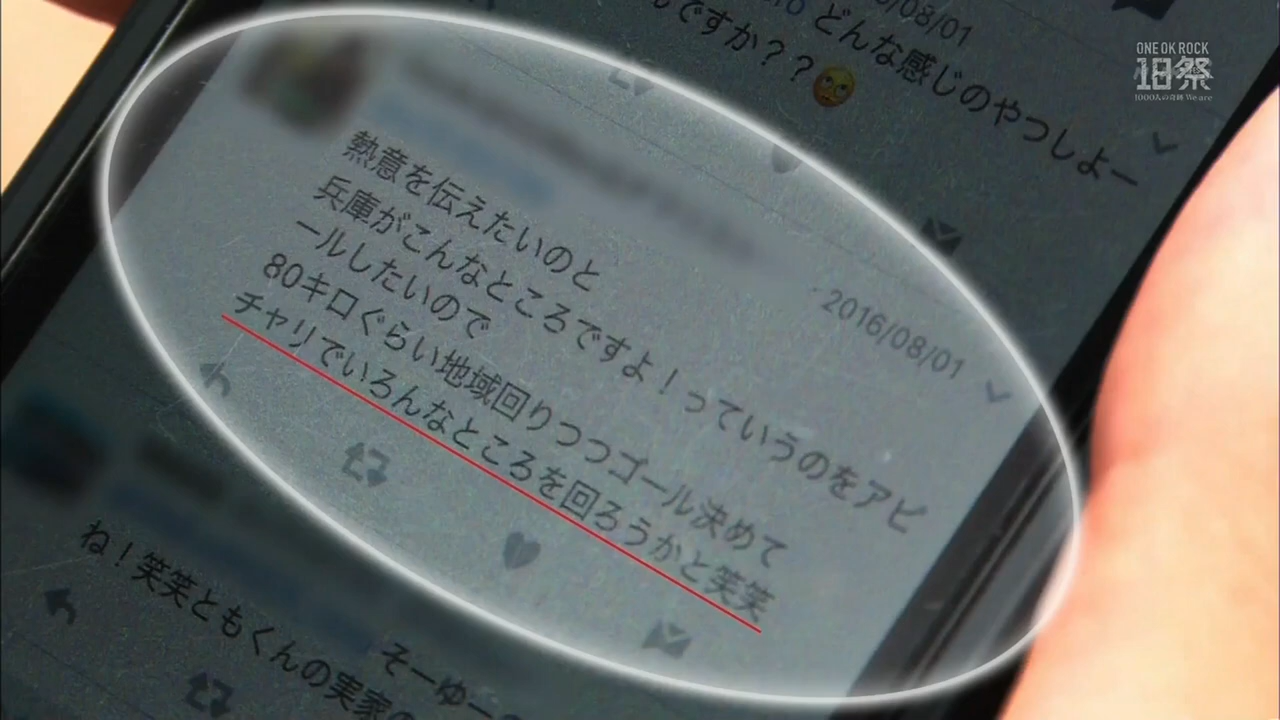 ONE OK ROCK
18祭
1000人の奇跡 We are
/08/01
どんな感じのやつしよー
ですか？？
2016/08/01
熱意を伝えたいのと
兵庫がこんなところですよ！っていうのをアピ
ールしたいので
80キロぐらい地域回りつつゴール決めて
チャリでいろんなところを回ろうかと笑笑
そーゆー
ね！笑笑ともくんの実家の